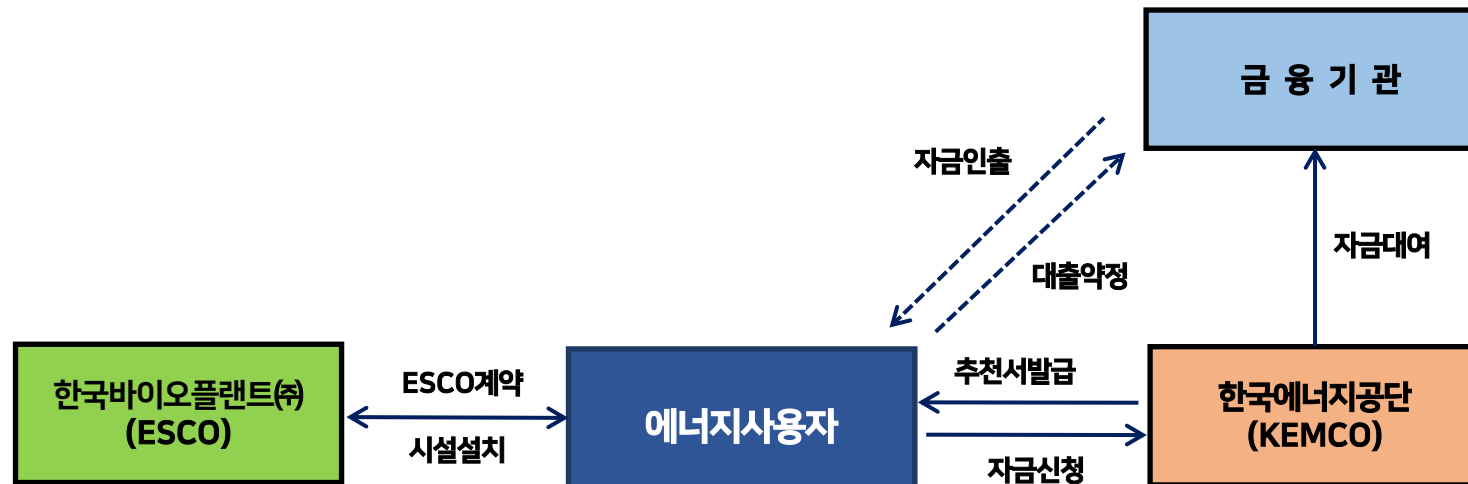 금 융 기 관
자금인출
자금대여
대출약정
한국바이오플랜트㈜
(ESCO)
ESCO계약
시설설치
에너지사용자
추천서발급
자금신청
한국에너지공단
(KEMCO)